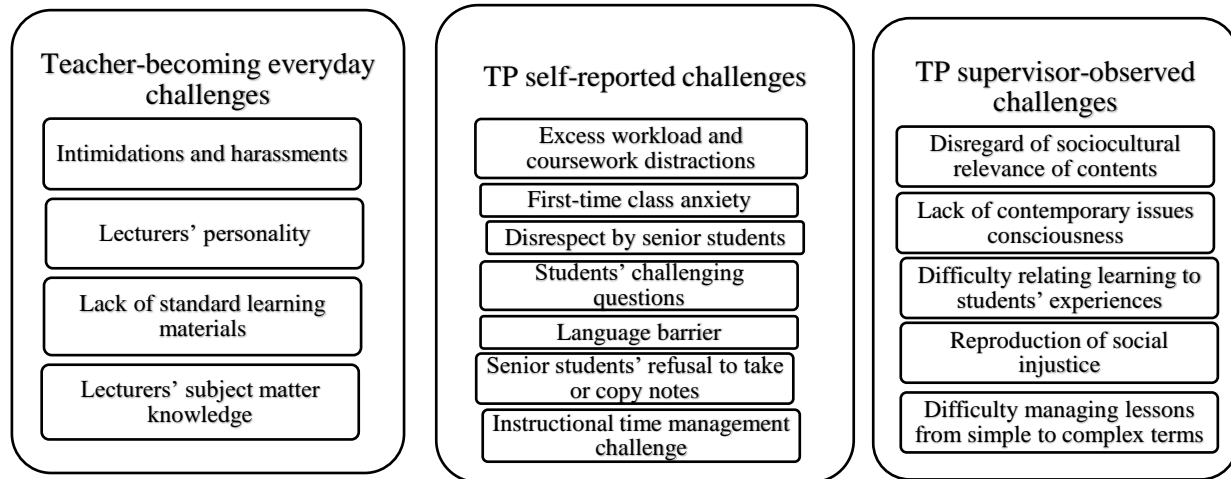 Teacher-becoming everyday
challenges
Intimidations and harassments
Lecturers’ personality
Lack of standard learning
materials
Lecturers’ subject matter
knowledge
TP self-reported challenges
Excess workload and
coursework distractions
First-time class anxiety
Disrespect by senior students
Students’ challenging
questions
Language barrier
Senior students’ refusal to take
or copy notes
Instructional time management
challenge
TP supervisor-observed
challenges
Disregard of sociocultural
relevance of contents
Lack of contemporary issues
consciousness
Difficulty relating learning to
students’ experiences
Reproduction of social
injustice
Difficulty managing lessons
from simple to complex terms